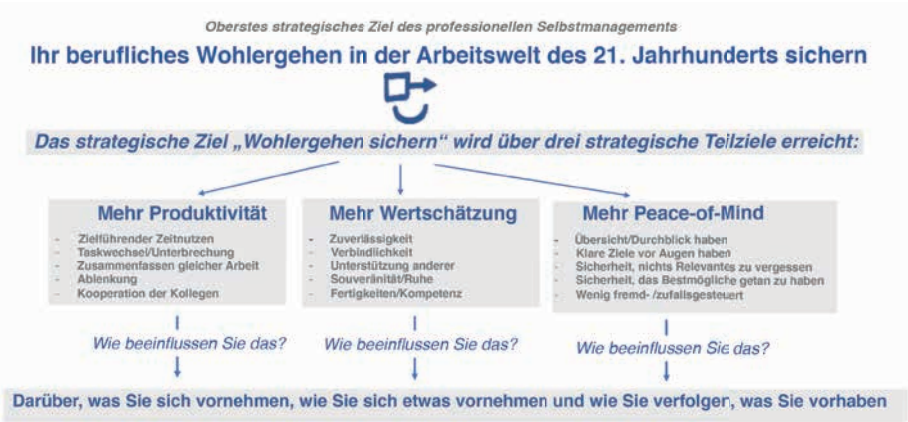 Oberstes strategisches Ziel des professionellen Selbstmanagements
Ihr berufliches Wohlergehen in der Arbeitswelt des 21. Jahrhunderts sichern
Das strategische Ziel „Wohlergehen sichern“ wird über drei strategische Teilziele erreicht:
Mehr Produktivität
- Zielführender Zeitnutzen
- Taskwechsel/Unterbrechung
- Zusammenfassen gleicher Arbeit
- Ablenkung
- Kooperation der Kollegen
Mehr Wertschätzung
- Zuverlässigkeit
- Verbindlichkeit
- Unterstützung anderer
- Souveränität/Ruhe
- Fertigkeiten/Kompetenz
Mehr Peace-of-Mind
- Übersicht/Durchblick haben
- Klare Ziele vor Augen haben
- Sicherheit, nichts Relevantes zu vergessen
- Sicherheit, das Bestmögliche getan zu haben
- Wenig fremd- /zufallsgesteuert
Wie beeinflussen Sie das?
Wie beeinflussen Sie das?
Wie beeinflussen Sie das?
Darüber, was Sie sich vornehmen, wie Sie sich etwas vornehmen und wie Sie verfolgen, was Sie vorhaben